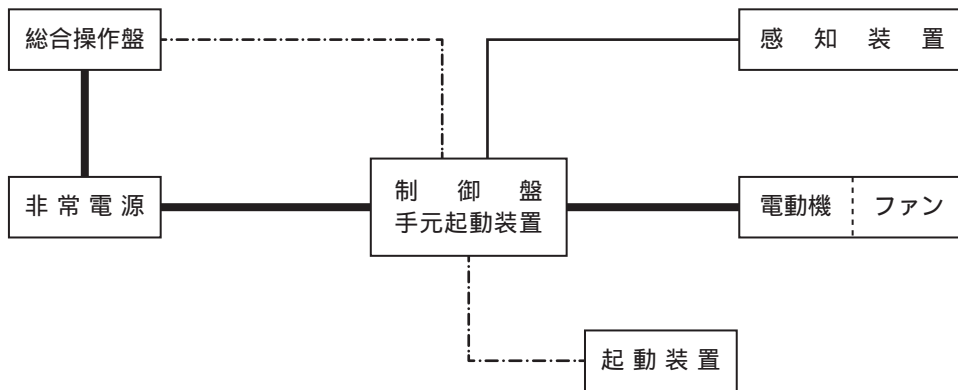 総合操作盤
感知装置
非常電源
制御盤
手元起動装置
電動機 ファン
起動装置